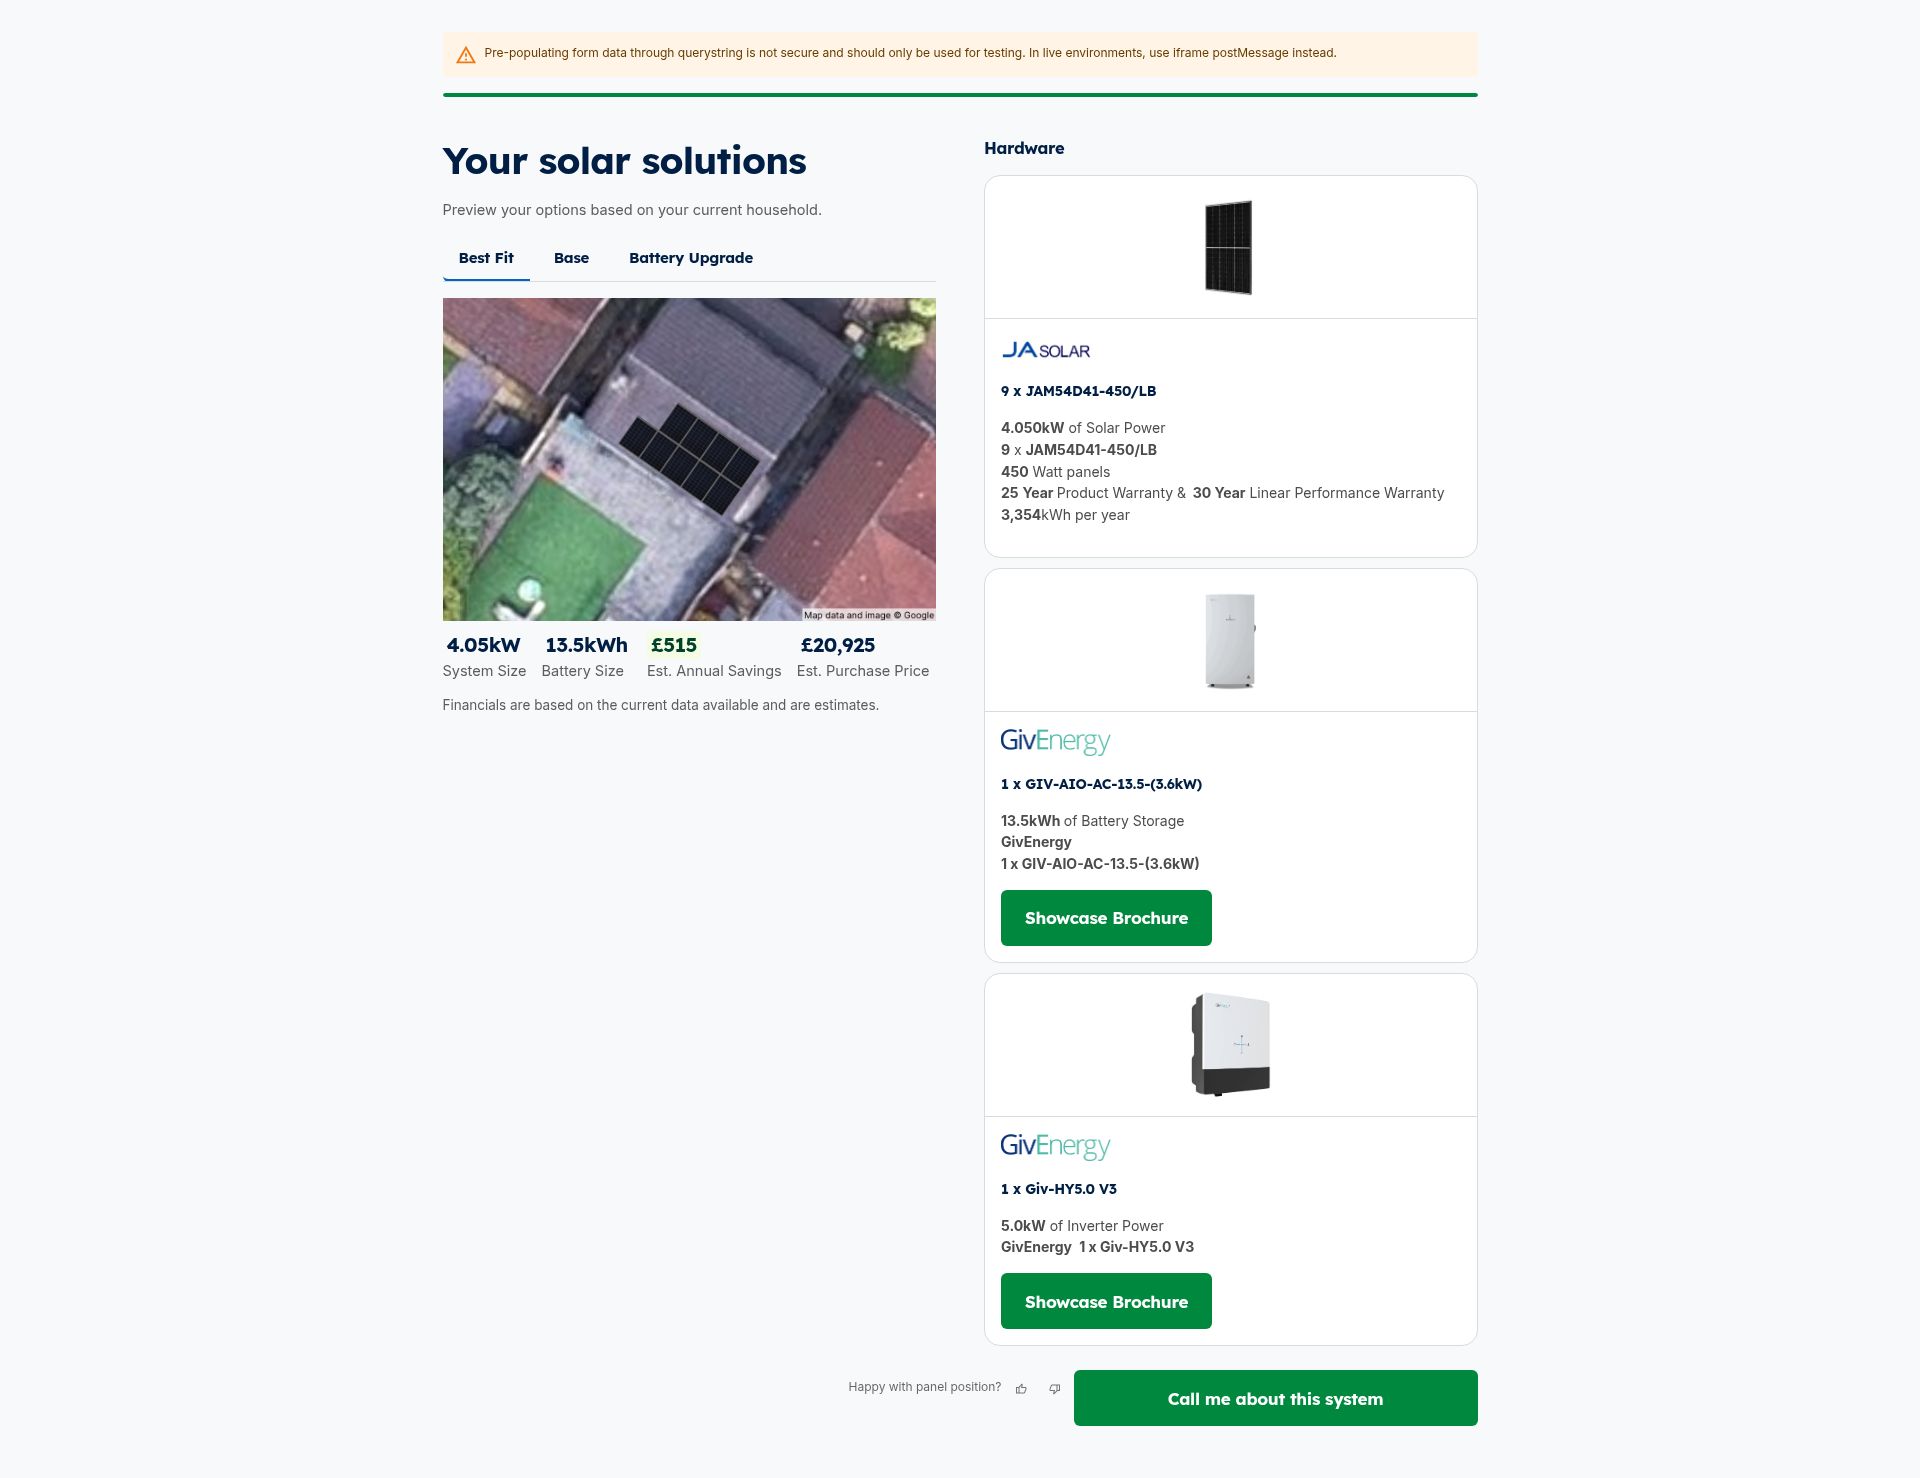 Pre-populating form data through querystring is not secure and should only be used for testing. In live environments, use iframe postMessage instead.
Your solar solutions
Preview your options based on your current household.
Best Fit Base Battery Upgrade
Map data and image © Google
4.05kW 13.5kWh £515 £20,925
System Size Battery Size Est. Annual Savings Est. Purchase Price
Financials are based on the current data available and are estimates.
Hardware
JA SOLAR
9 x JAM54D41-450/LB
4.050kW of Solar Power
9 x JAM54D41-450/LB
450 Watt panels
25 Year Product Warranty & 30 Year Linear Performance Warranty
3,354kWh per year
GivEnergy
1 x GIV-AIO-AC-13.5-(3.6kW)
13.5kWh of Battery Storage
GivEnergy
1 x GIV-AIO-AC-13.5-(3.6kW)
Showcase Brochure
GivEnergy
1 x Giv-HY5.0 V3
5.0kW of Inverter Power
GivEnergy 1 x Giv-HY5.0 V3
Showcase Brochure
Happy with panel position?
Call me about this system